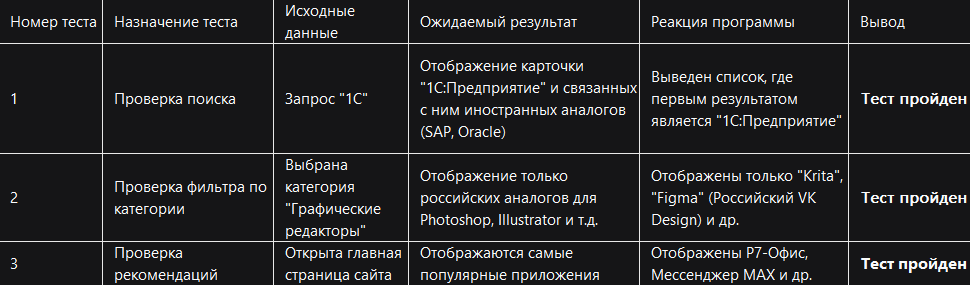 Номер теста
Назначение теста
Исходные
данные
Ожидаемый результат
Реакция программы
Вывод
1
Проверка поиска
Запрос "1С"
Отображение карточки
"1С:Предприятие" и связанных
с ним иностранных аналогов
(SAP, Oracle)
Выведен список, где
первым результатом
является "1С:Предприятие"
Тест пройден
2
Проверка фильтра по
категории
Выбрана
категория
"Графические
редакторы"
Отображение только
российских аналогов для
Photoshop, Illustrator и т.д.
Отображены только "Krita",
"Figma" (Российский VK
Design) и др.
Тест пройден
3
Проверка
рекомендаций
Открыта главная
страница сайта
Отображаются самые
популярные приложения
Отображены Р7-Офис,
Мессенджер MAX и др.
Тест пройден